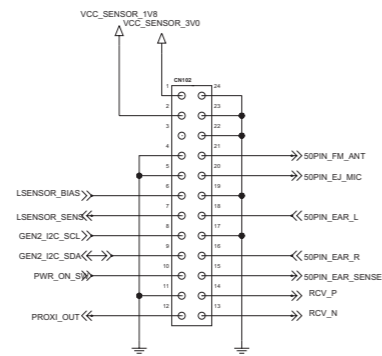 VCC_SENSOR_1V8
VCC_SENSOR_3V0
CN102
1 24
2 23
3 22
4 21 50PIN_FM_ANT
5 20 50PIN_EJ_MIC
LSENSOR_BIAS 6 19
LSENSOR_SENS 7 18 50PIN_EAR_L
GEN2_I2C_SCL 8 17
GEN2_I2C_SDA 9 16 50PIN_EAR_R
PWR_ON_SW 10 15 50PIN_EAR_SENSE
11 14 RCV_P
PROXI_OUT 12 13 RCV_N